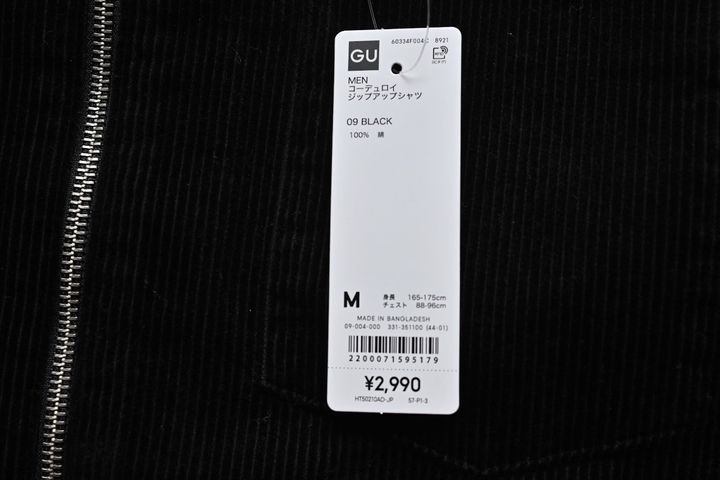 GU
60334F004C 8921
MEN
コーデュロイ
ジップアップシャツ
09 BLACK
100% 綿
M
身長 165-175cm
チェスト 88-96cm
MADE IN BANGLADESH
09-004-000 331-351100 (44-01)
2200071595179
¥2,990
HT50210AD-JP 57-P1-3